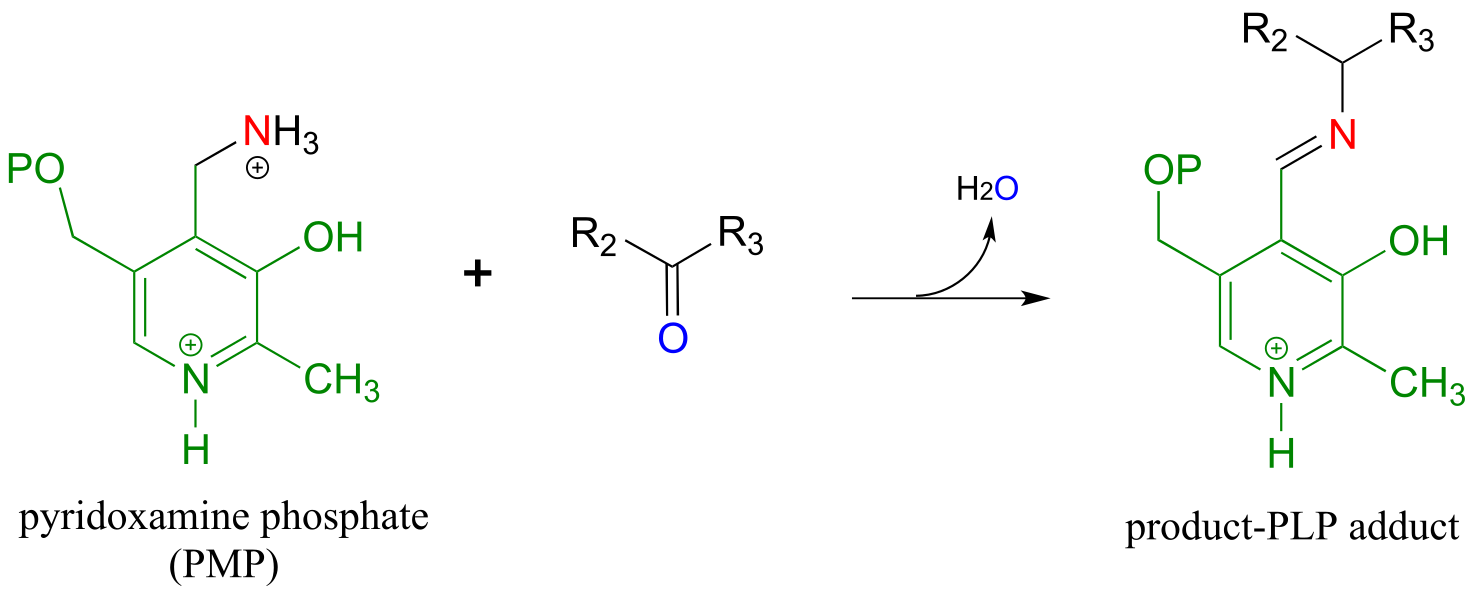 NH3
⊕
PO
OH
⊕
N
H
CH3
pyridoxamine phosphate
(PMP)
+
R2
R3
O
H2O
R2
R3
N
OP
OH
⊕
N
H
CH3
product-PLP adduct